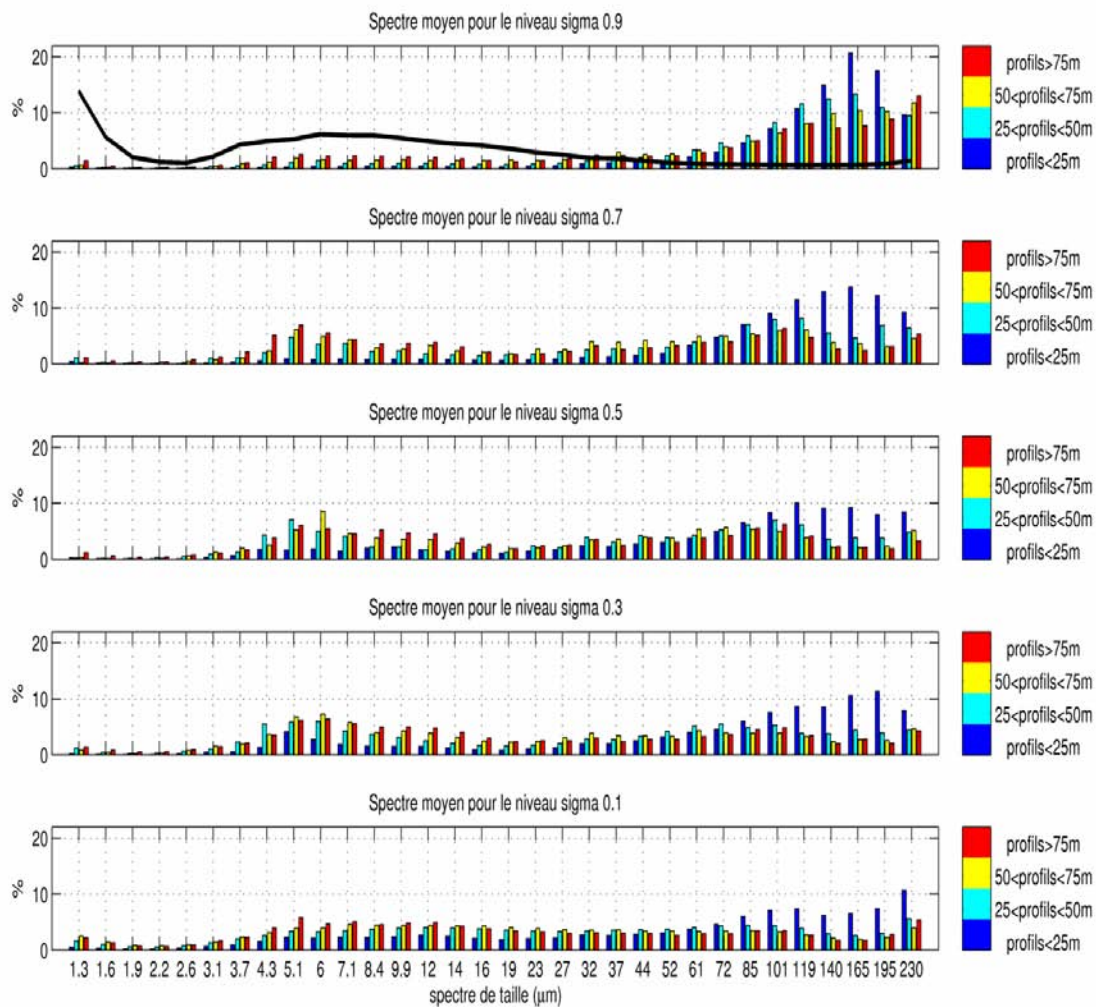 Spectre moyen pour le niveau sigma 0.9
20
10
0
%
profils>75m
50<profils<75m
25<profils<50m
profils<25m
Spectre moyen pour le niveau sigma 0.7
20
10
0
%
profils>75m
50<profils<75m
25<profils<50m
profils<25m
Spectre moyen pour le niveau sigma 0.5
20
10
0
%
profils>75m
50<profils<75m
25<profils<50m
profils<25m
Spectre moyen pour le niveau sigma 0.3
20
10
0
%
profils>75m
50<profils<75m
25<profils<50m
profils<25m
Spectre moyen pour le niveau sigma 0.1
20
10
0
%
profils>75m
50<profils<75m
25<profils<50m
profils<25m
1.3 1.6 1.9 2.2 2.6 3.1 3.7 4.3 5.1 6 7.1 8.4 9.9 12 14 16 19 23 27 32 37 44 52 61 72 85 101 119 140 165 195 230
spectre de taille (µm)